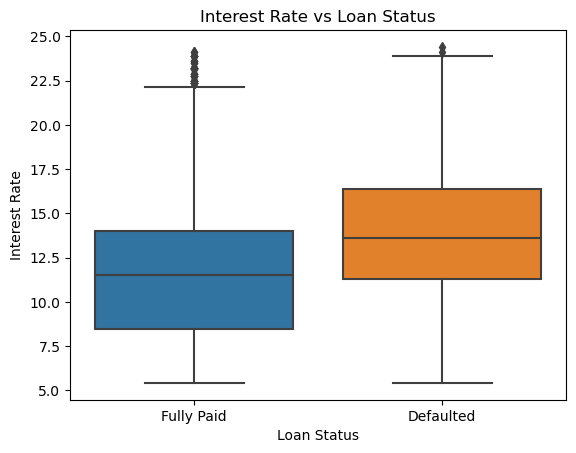 Interest Rate vs Loan Status
25.0
22.5
20.0
17.5
15.0
12.5
10.0
7.5
5.0
Interest Rate
Fully Paid
Defaulted
Loan Status